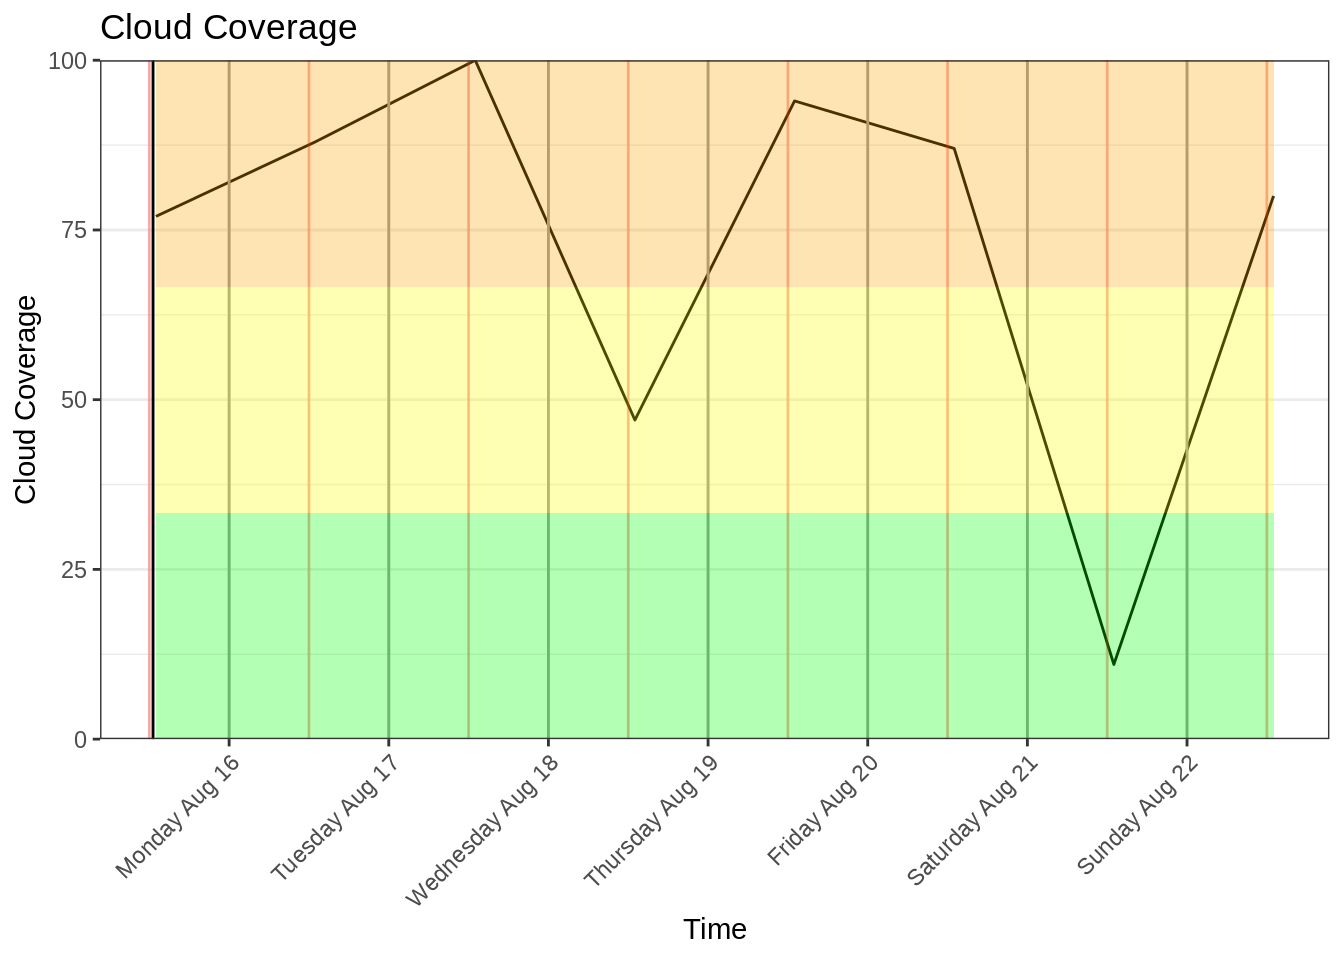 Cloud Coverage
100
75
50
25
0
Cloud Coverage
Monday Aug 16
Tuesday Aug 17
Wednesday Aug 18
Thursday Aug 19
Friday Aug 20
Saturday Aug 21
Sunday Aug 22
Time